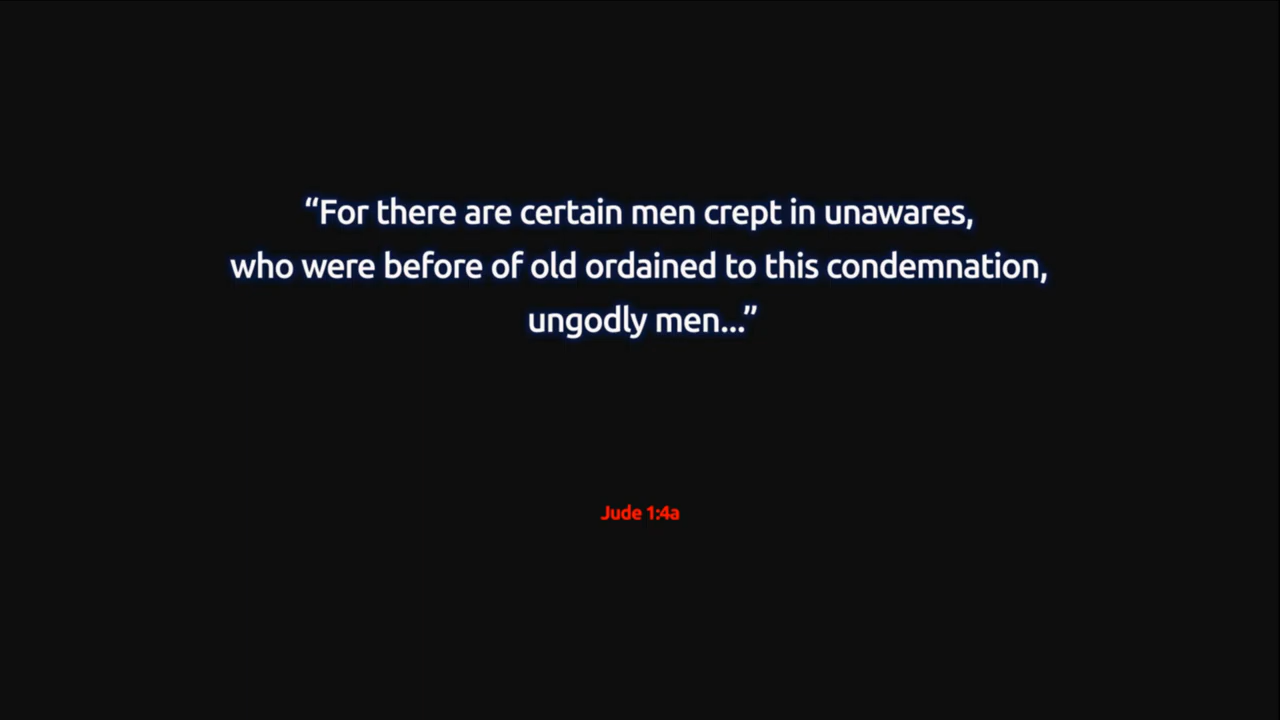 “For there are certain men crept in unawares,
who were before of old ordained to this condemnation,
ungodly men...”
Jude 1:4a